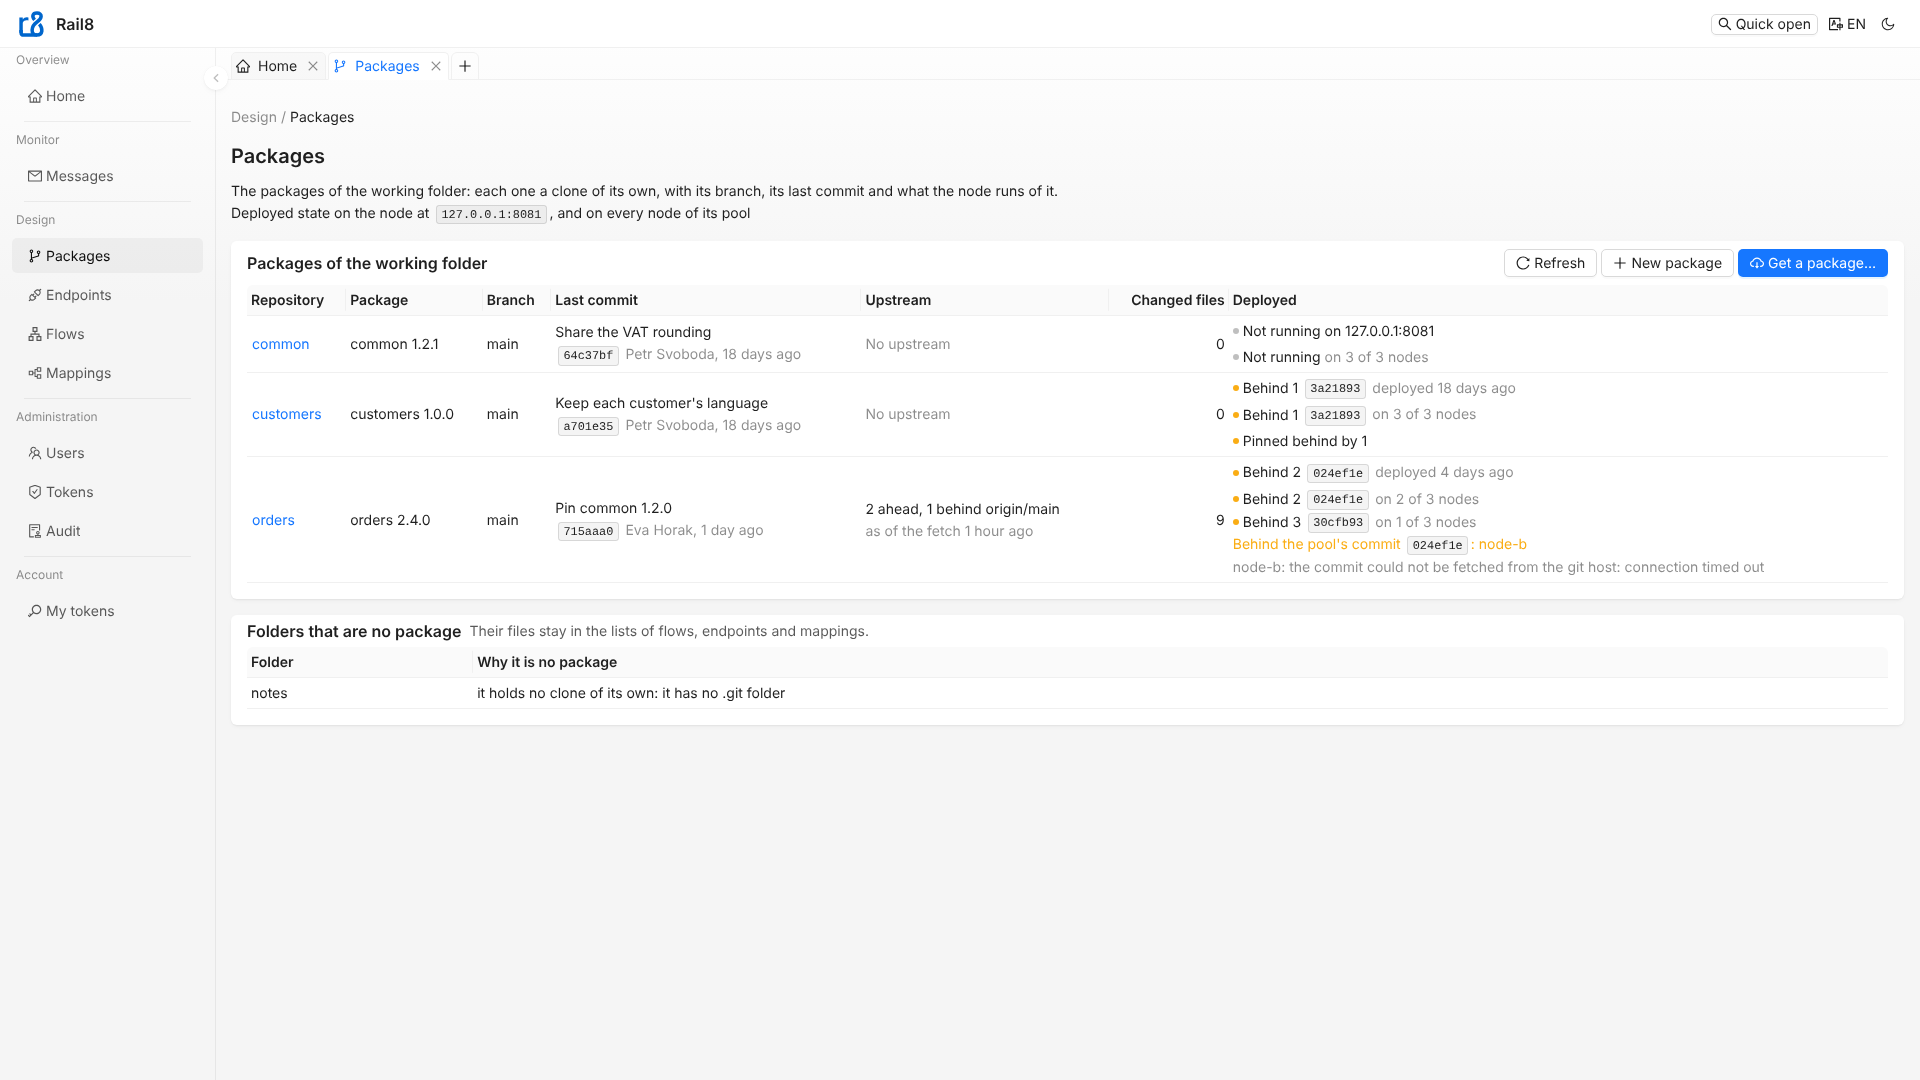 Rail8
Quick open
EN
Overview
Home
Monitor
Messages
Design
Packages
Endpoints
Flows
Mappings
Administration
Users
Tokens
Audit
Account
My tokens
Home
Packages
Design / Packages
Packages
The packages of the working folder: each one a clone of its own, with its branch, its last commit and what the node runs of it.
Deployed state on the node at 127.0.0.1:8081, and on every node of its pool
Packages of the working folder
Refresh
New package
Get a package...
Repository Package Branch Last commit Upstream Changed files Deployed
common common 1.2.1 main Share the VAT rounding
64c37bf Petr Svoboda, 18 days ago
No upstream 0
Not running on 127.0.0.1:8081
Not running on 3 of 3 nodes
customers customers 1.0.0 main Keep each customer's language
a701e35 Petr Svoboda, 18 days ago
No upstream 0
Behind 1 3a21893 deployed 18 days ago
Behind 1 3a21893 on 3 of 3 nodes
Pinned behind by 1
orders orders 2.4.0 main Pin common 1.2.0
715aaa0 Eva Horak, 1 day ago
2 ahead, 1 behind origin/main
as of the fetch 1 hour ago
9
Behind 2 024ef1e deployed 4 days ago
Behind 2 024ef1e on 2 of 3 nodes
Behind 3 30cfb93 on 1 of 3 nodes
Behind the pool's commit 024ef1e : node-b
node-b: the commit could not be fetched from the git host: connection timed out
Folders that are no package Their files stay in the lists of flows, endpoints and mappings.
Folder Why it is no package
notes it holds no clone of its own: it has no .git folder